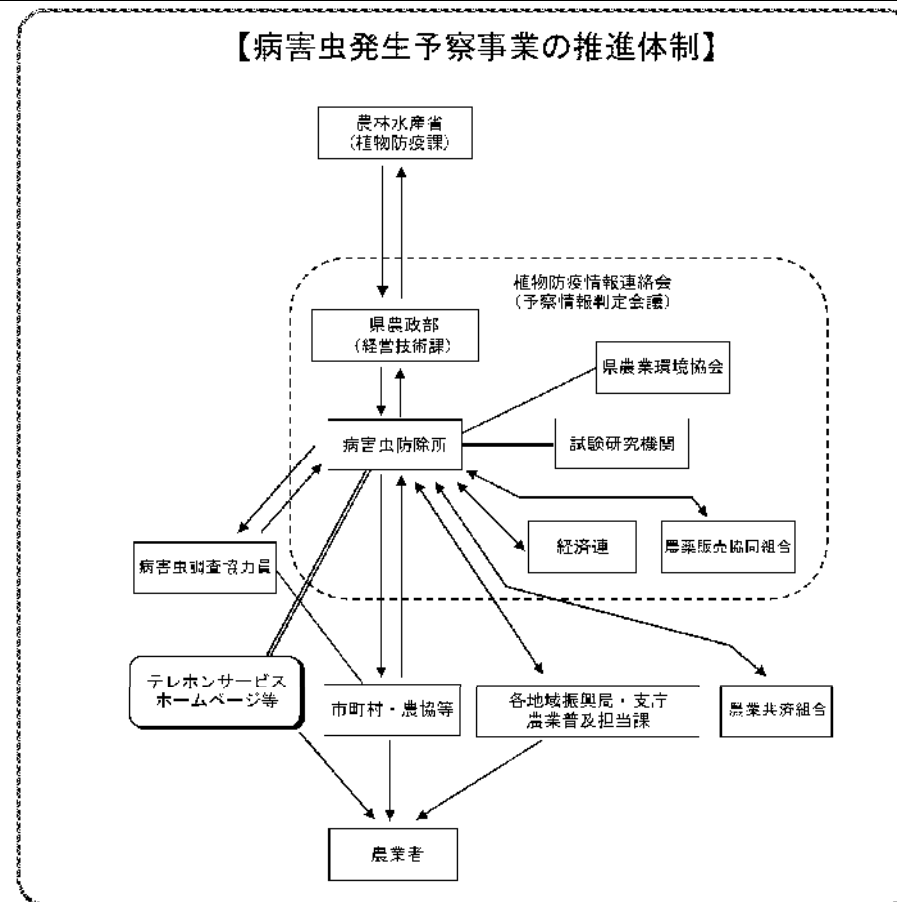 【病害虫発生予察事業の推進体制】
農林水産省
(植物防疫課)
植物防疫情報連絡会
(予察情報判定会議)
県農政部
(経営技術課)
県農業環境協会
病害虫防除所
試験研究機関
経済連
農薬販売協同組合
病害虫調査協力員
テレホンサービス
ホームページ等
市町村・農協等
各地域振興局・支庁
農業普及担当課
農業共済組合
農業者